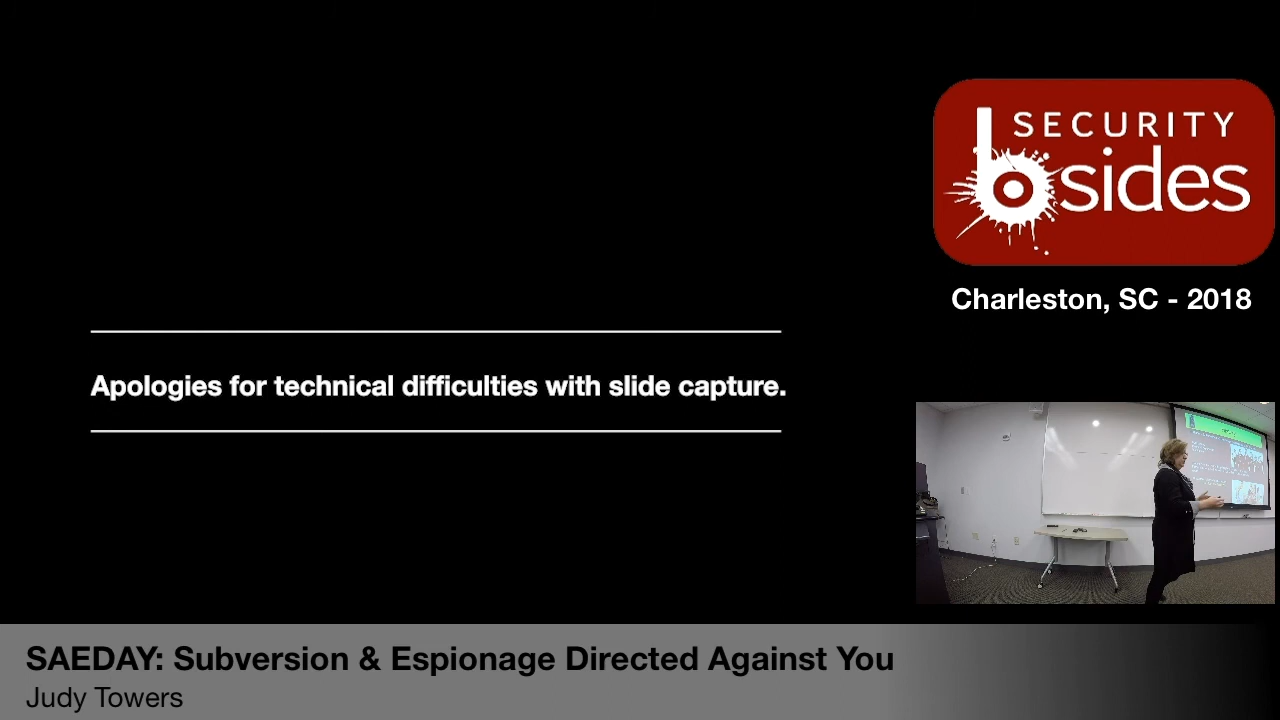 SECURITY
bsides
Charleston, SC - 2018
Apologies for technical difficulties with slide capture.
SAEDAY: Subversion & Espionage Directed Against You
Judy Towers